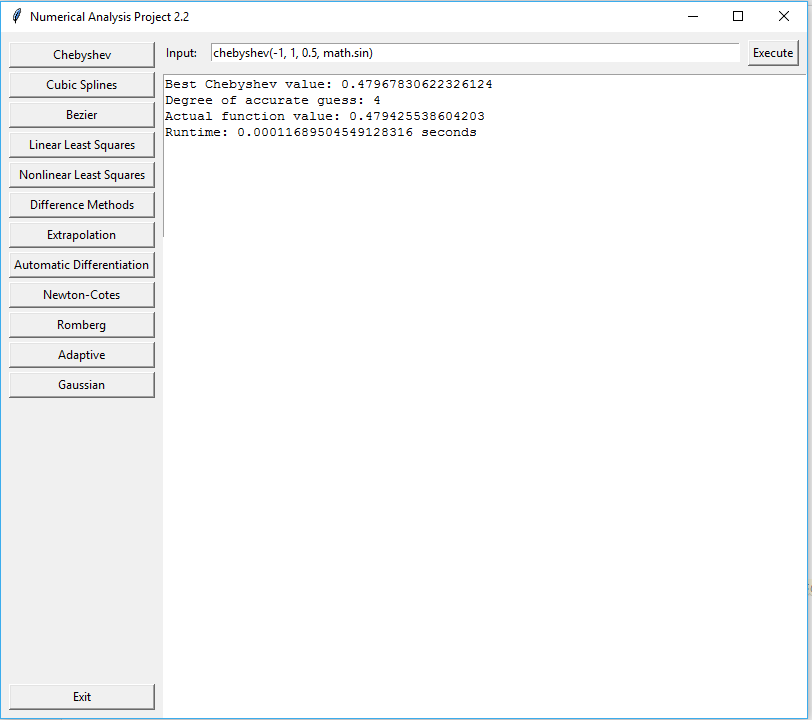 Numerical Analysis Project 2.2
Chebyshev
Cubic Splines
Bezier
Linear Least Squares
Nonlinear Least Squares
Difference Methods
Extrapolation
Automatic Differentiation
Newton-Cotes
Romberg
Adaptive
Gaussian
Exit
Input: chebyshev(-1, 1, 0.5, math.sin) Execute
Best Chebyshev value: 0.47967830622326124
Degree of accurate guess: 4
Actual function value: 0.479425538604203
Runtime: 0.00011689504549128316 seconds